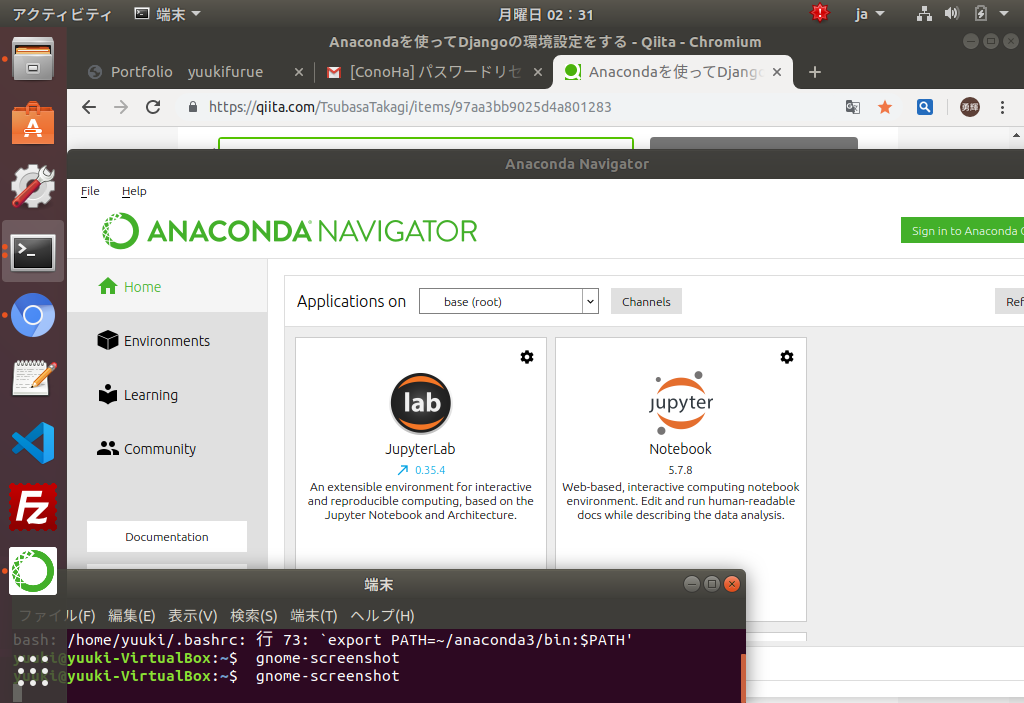 アクティビティ 端末 月曜日 02：31 ja
Anacondaを使ってDjangoの環境設定をする - Qiita - Chromium
Portfolio yuukifurue [ConoHa] パスワードリセ Anacondaを使ってDjango
https://qiita.com/TsubasaTakagi/items/97aa3bb9025d4a801283 勇輝
Anaconda Navigator
File Help
ANACONDA NAVIGATOR
Sign in to Anaconda
Home
Applications on base (root) Channels Ref
Environments
lab jupyter
Learning
JupyterLab Notebook
Community
0.35.4 5.7.8
An extensible environment for interactive
and reproducible computing, based on the
Jupyter Notebook and Architecture.
Web-based, interactive computing notebook
environment. Edit and run human-readable
docs while describing the data analysis.
Documentation
端末
ファイル(F) 編集(E) 表示(V) 検索(S) 端末(T) ヘルプ(H)
bash: /home/yuuki/.bashrc: 行 73: `export PATH=~/anaconda3/bin:$PATH'
yuuki@yuuki-VirtualBox:~$  gnome-screenshot
yuuki@yuuki-VirtualBox:~$  gnome-screenshot